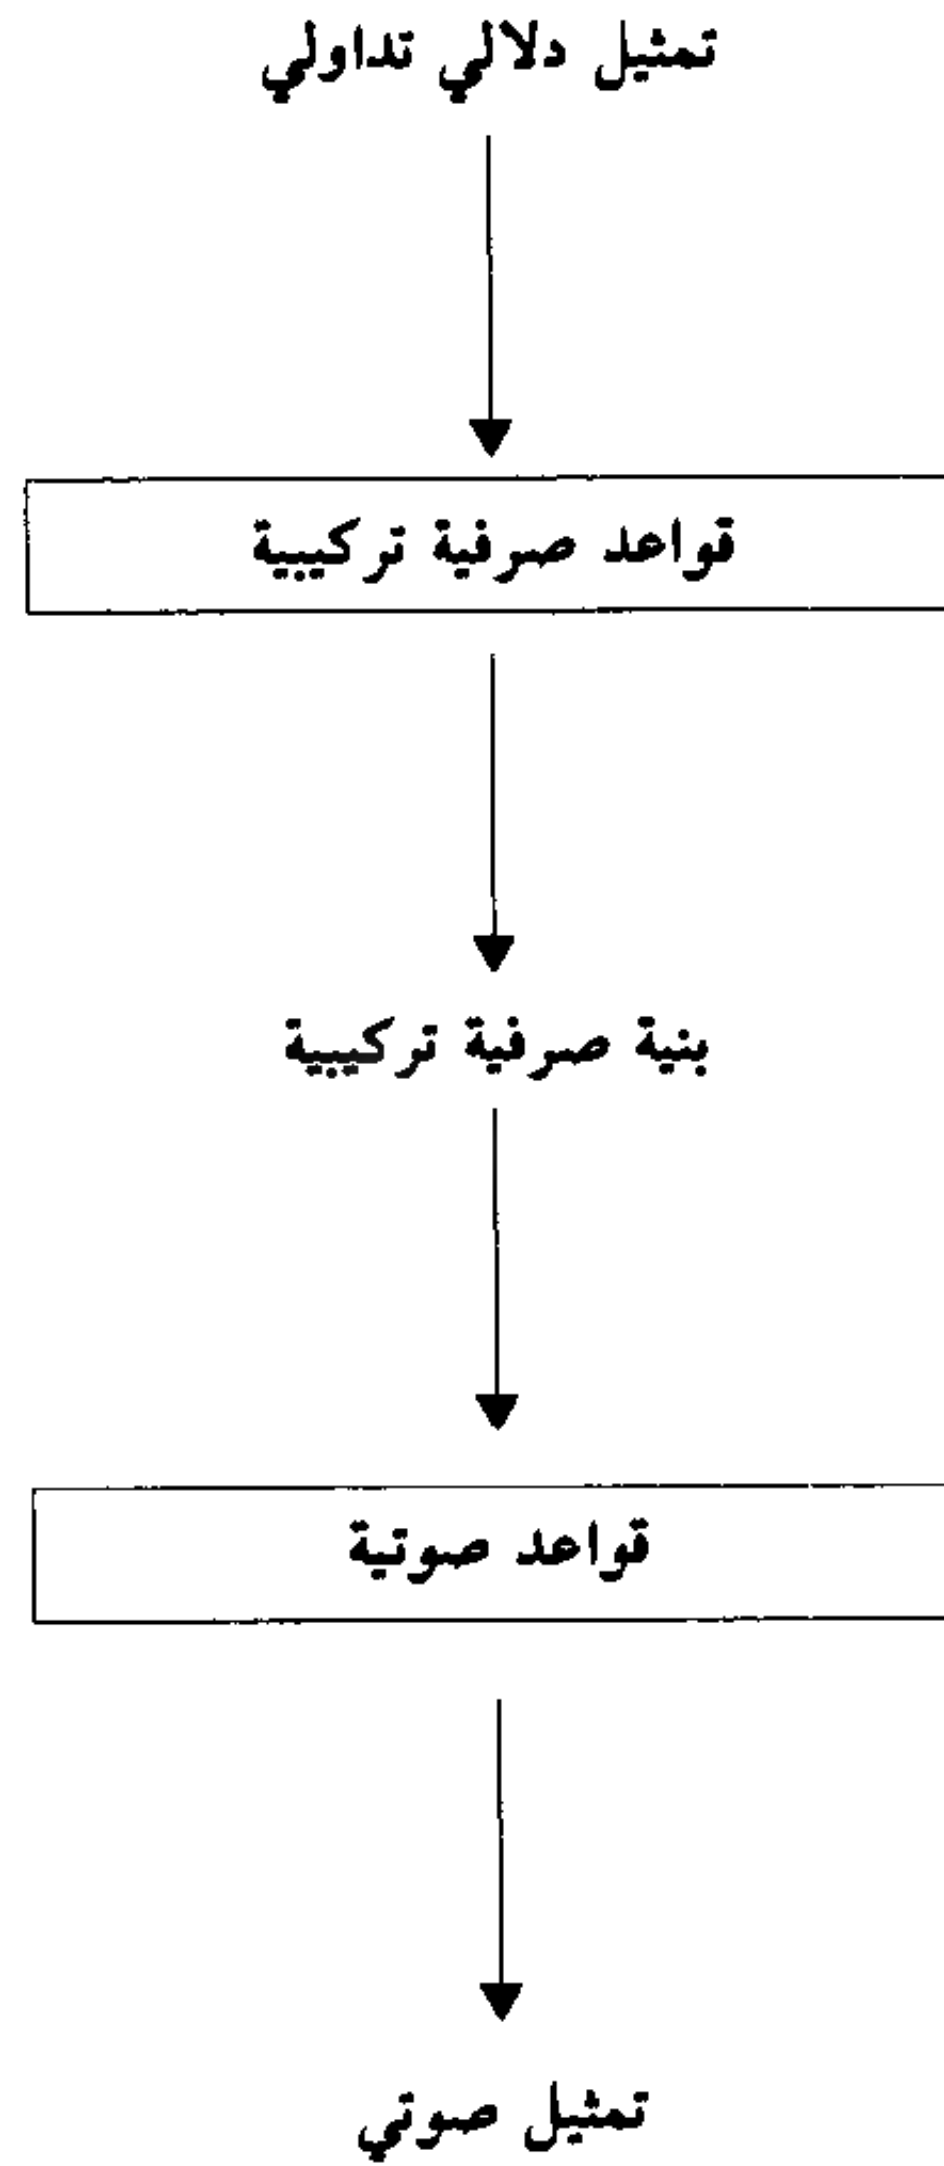 تمثيل دلالي تداولي
قواعد صرفية تركيبية
بنية صرفية تركيبية
قواعد صوتية
تمثيل صوتي